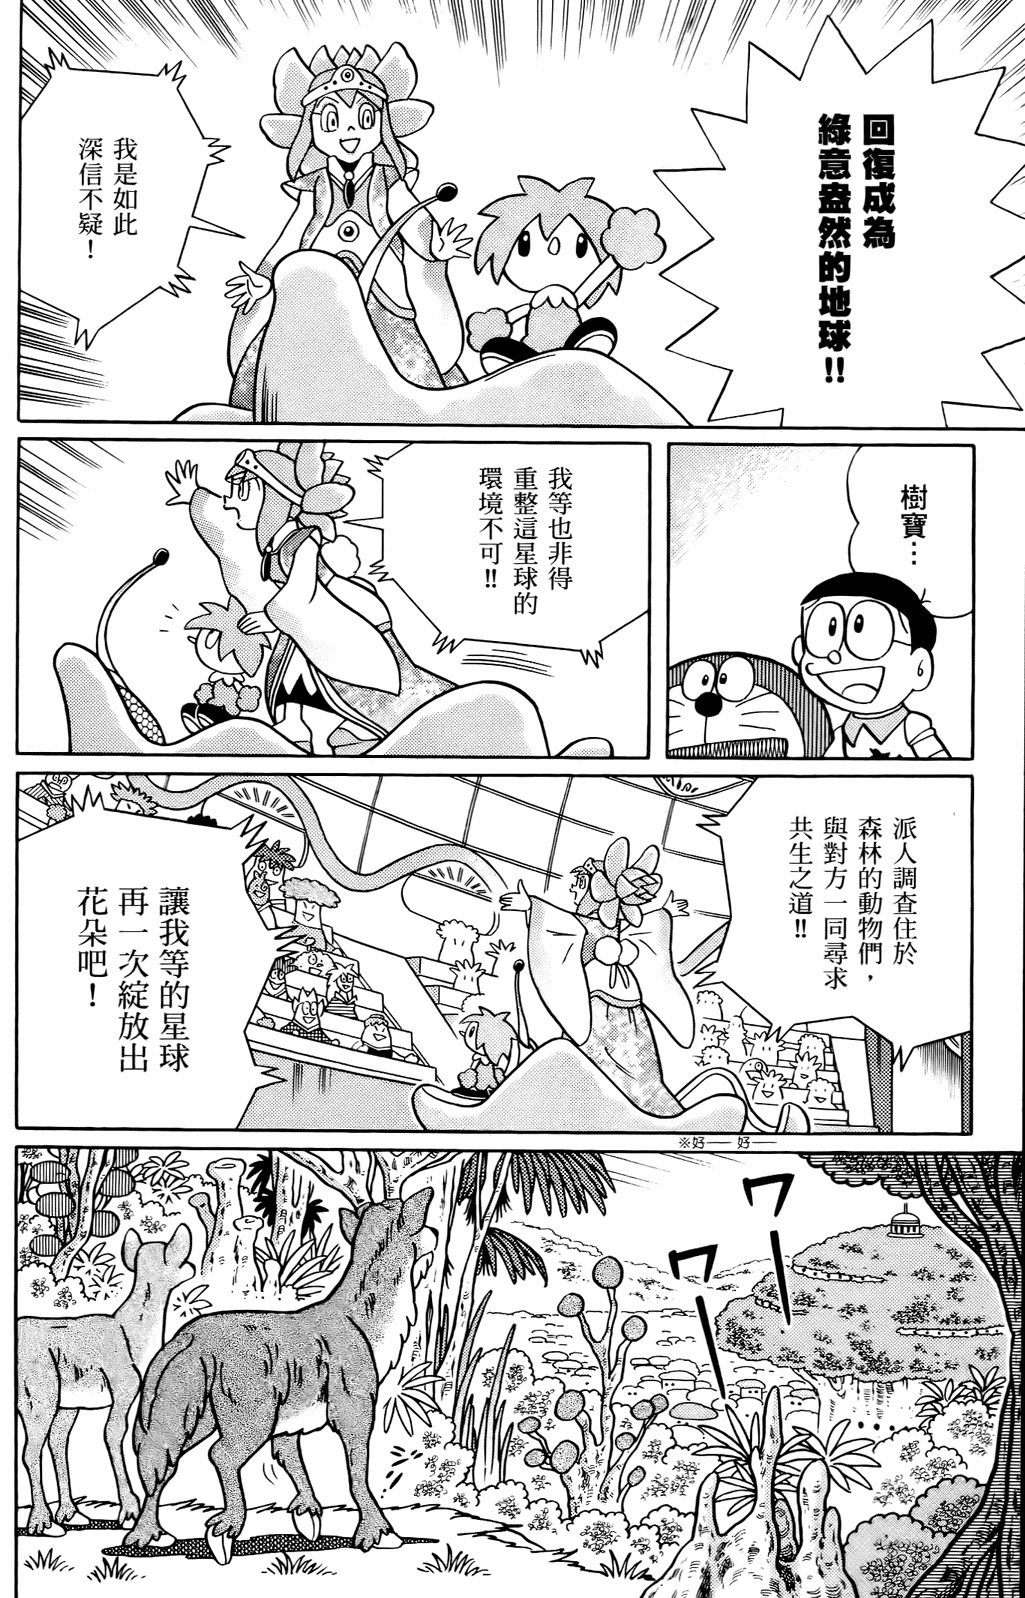 回復成為
綠意盎然的地球!!
我是如此
深信不疑！
樹寶…
我等也非得
重整這星球的
環境不可!!
派人調查住於
森林的動物們，
與對方一同尋求
共生之道!!
讓我等的星球
再一次綻放出
花朵吧！
※好── 好──
ワー
ワー